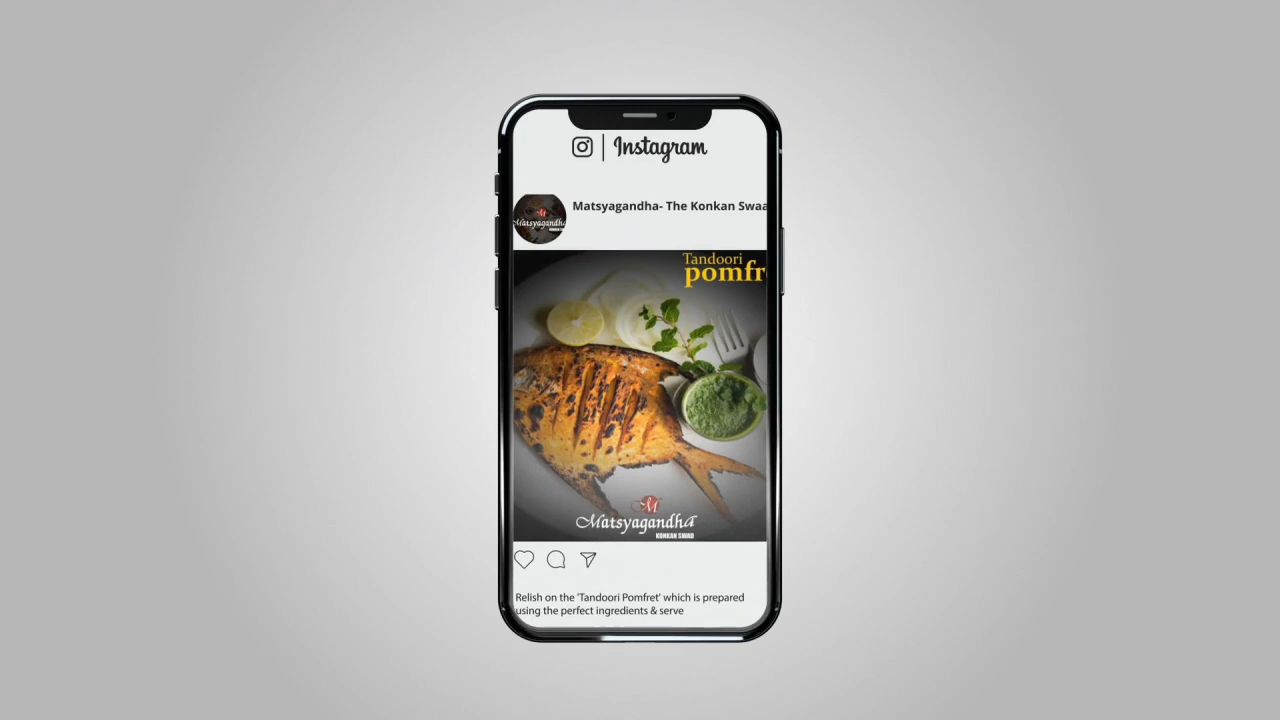 Instagram
Matsyagandha- The Konkan Swaa
Matsyagandha
Tandoori
pomfr
M
Matsyagandha
KONKAN SWAD
Relish on the 'Tandoori Pomfret' which is prepared
using the perfect ingredients & serve